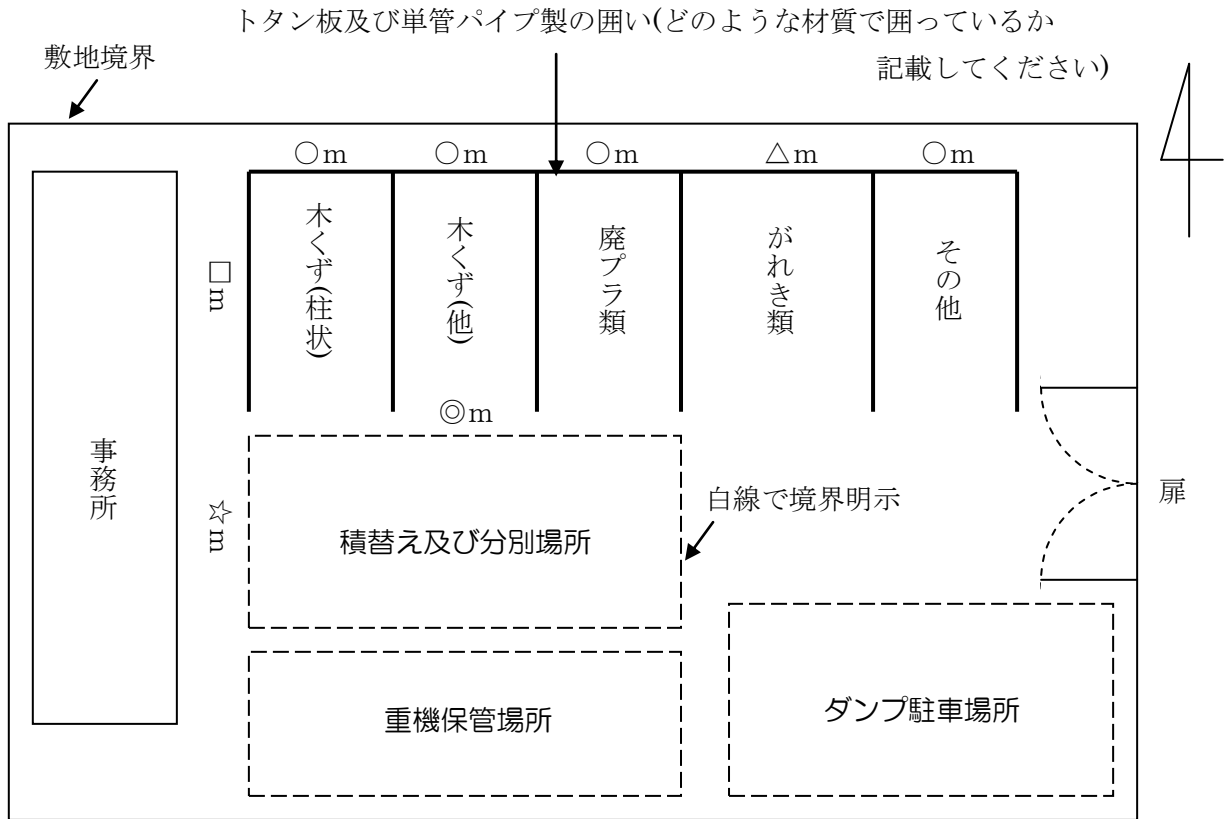 トタン板及び単管パイプ製の囲い(どのような材質で囲っているか
記載してください)
敷地境界
○m
○m
○m
△m
○m
木くず(柱状)
木くず(他)
廃プラ類
がれき類
その他
□m
◎m
事務所
☆m
白線で境界明示
扉
積替え及び分別場所
重機保管場所
ダンプ駐車場所